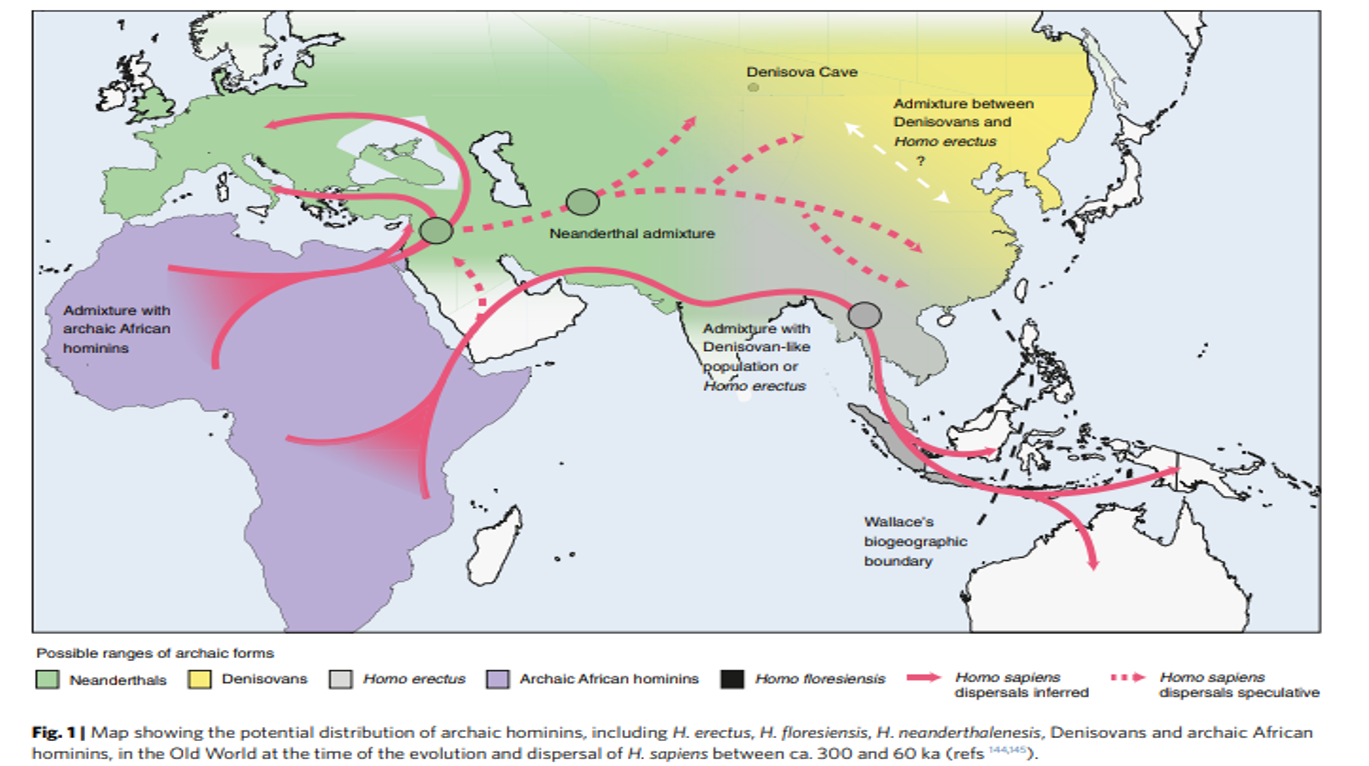 Denisova Cave
Admixture between
Denisovans and
Homo erectus
?
Neanderthal admixture
Admixture with
archaic African
hominins
Admixture with
Denisovan-like
population or
Homo erectus
Wallace's
biogeographic
boundary
Possible ranges of archaic forms
Neanderthals Denisovans Homo erectus Archaic African hominins Homo floresiensis Homo sapiens dispersals inferred Homo sapiens dispersals speculative
Fig. 1 | Map showing the potential distribution of archaic hominins, including H. erectus, H. floresiensis, H. neanderthalenesis, Denisovans and archaic African
hominins, in the Old World at the time of the evolution and dispersal of H. sapiens between ca. 300 and 60 ka (refs 144,145).